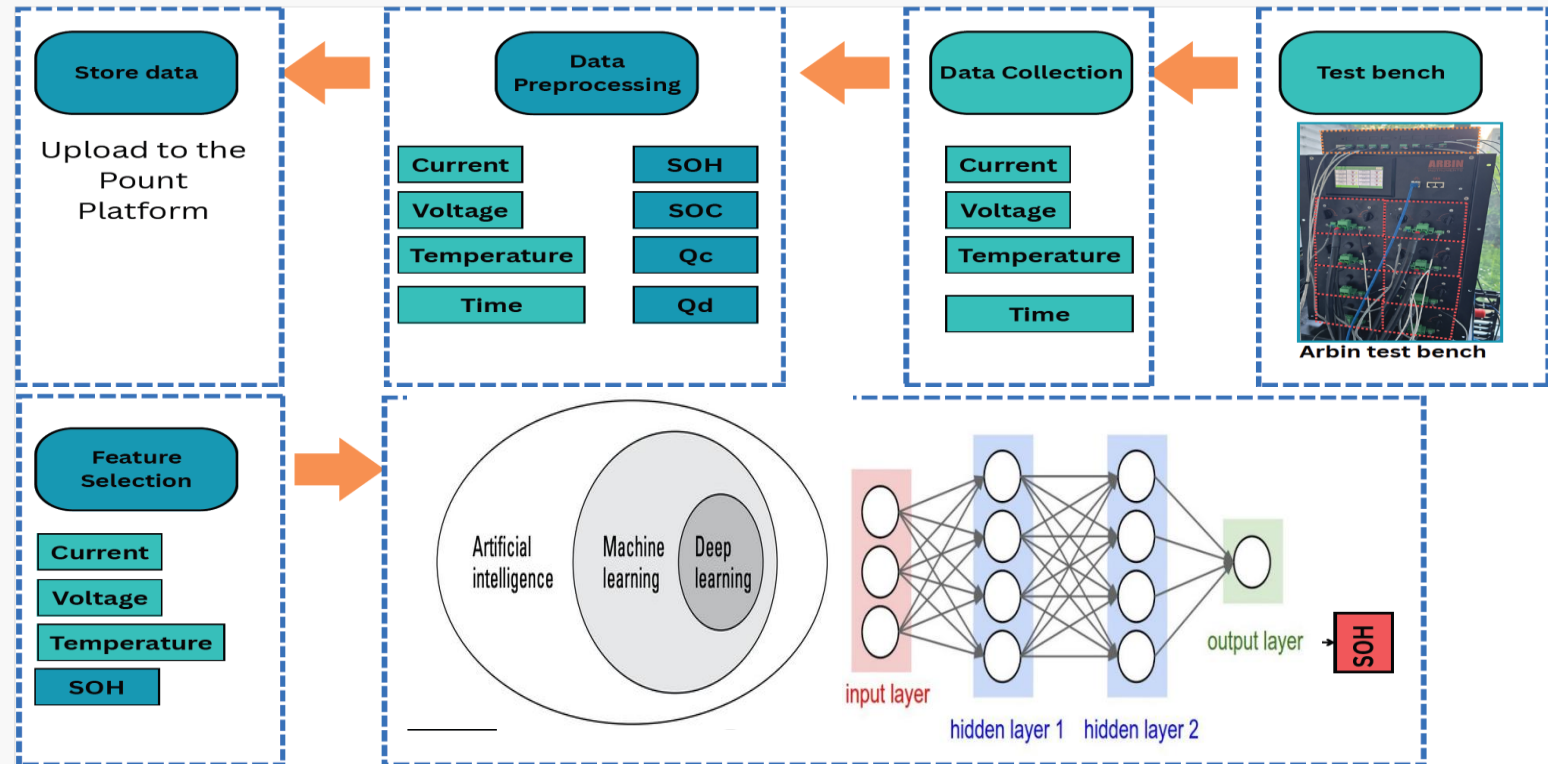 Store data
Upload to the
Pount
Platform
Data
Preprocessing
Current
SOH
Voltage
SOC
Temperature
Qc
Time
Qd
Data Collection
Current
Voltage
Temperature
Time
Test bench
ARBIN
Arbin test bench
Feature
Selection
Current
Voltage
Temperature
SOH
Artificial
intelligence
Machine
learning
Deep
learning
input layer
hidden layer 1
hidden layer 2
output layer
SOH